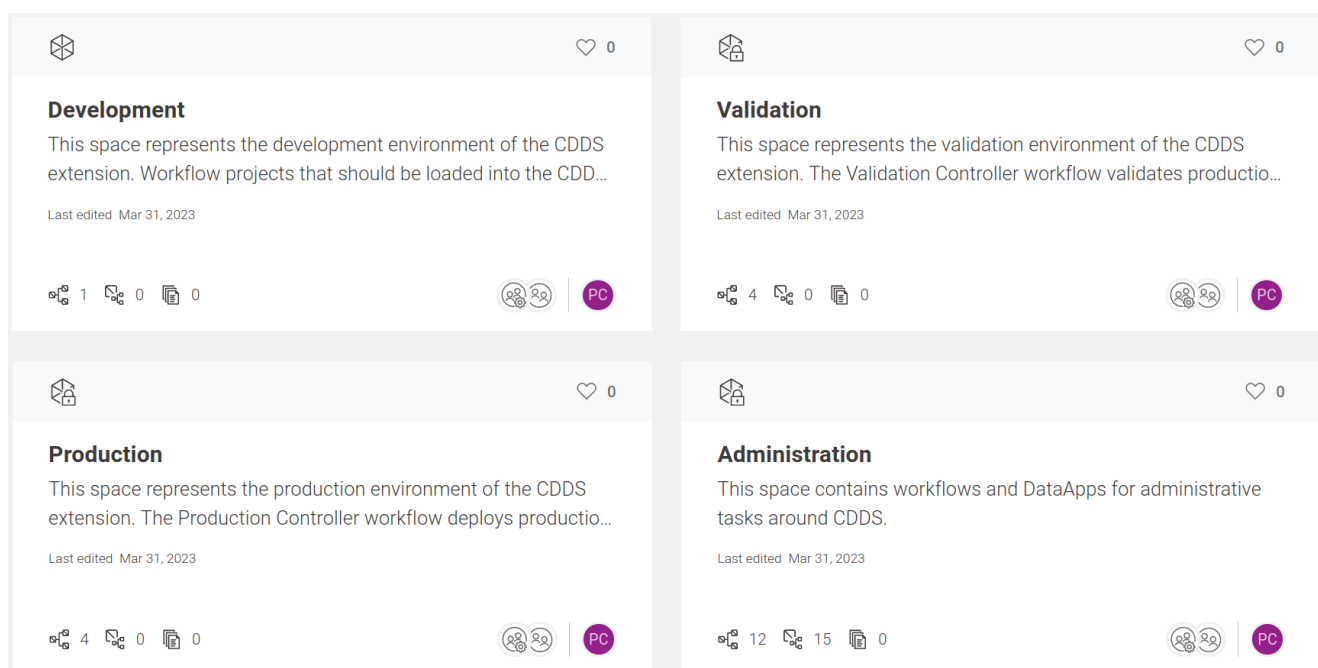 0
Development
This space represents the development environment of the CDDS
extension. Workflow projects that should be loaded into the CDD...
Last edited Mar 31, 2023
1 0 0
PC
0
Validation
This space represents the validation environment of the CDDS
extension. The Validation Controller workflow validates productio...
Last edited Mar 31, 2023
4 0 0
PC
0
Production
This space represents the production environment of the CDDS
extension. The Production Controller workflow deploys productio...
Last edited Mar 31, 2023
4 0 0
PC
0
Administration
This space contains workflows and DataApps for administrative
tasks around CDDS.
Last edited Mar 31, 2023
12 15 0
PC